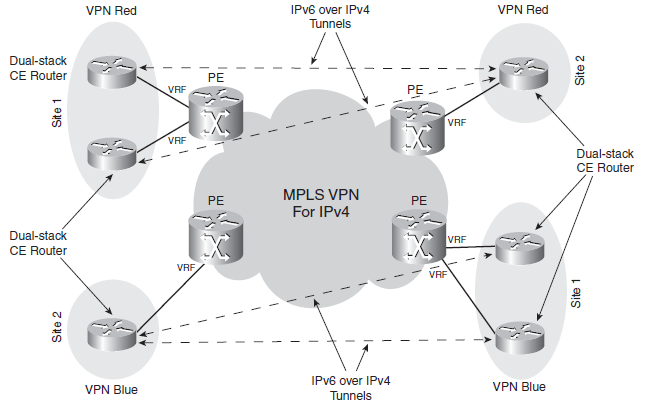 VPN Red
IPv6 over IPv4
Tunnels
VPN Red
Dual-stack
CE Router
Site 1
VRF
VRF
PE
PE
VRF
Site 2
Dual-stack
CE Router
MPLS VPN
For IPv4
PE
VRF
PE
VRF
VRF
Dual-stack
CE Router
Site 2
Site 1
VPN Blue
IPv6 over IPv4
Tunnels
VPN Blue